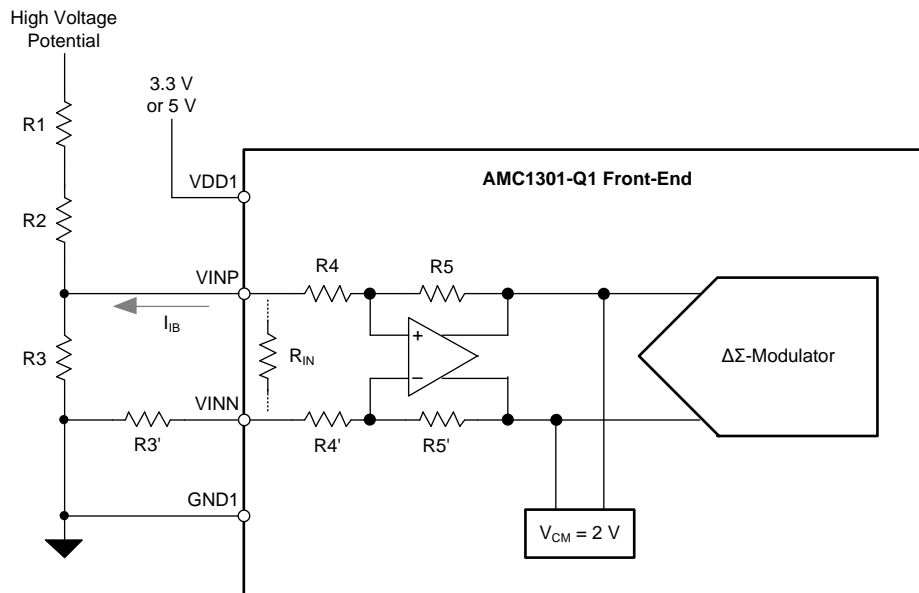 High Voltage
Potential
3.3 V
or 5 V
R1
VDD1
AMC1301-Q1 Front-End
R2
VINP
R4
R5
I_IB
R3
R_IN
+
−
ΔΣ-Modulator
VINN
R3'
R4'
R5'
GND1
V_CM = 2 V